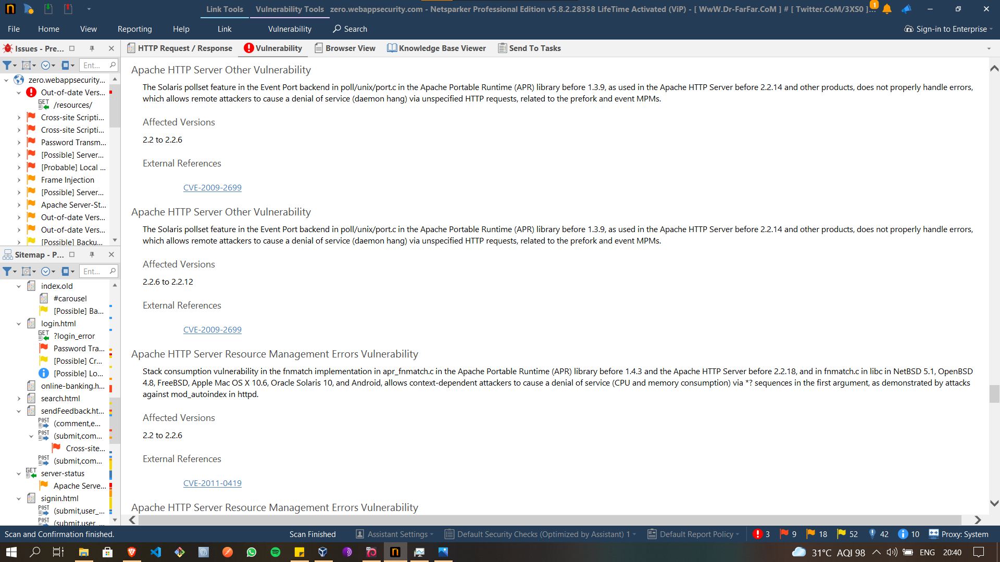 Link Tools
Vulnerability Tools
zero.webappsecurity.com - Netsparker Professional Edition v5.8.2.28358 LifeTime Activated (ViP) - [ WwW.Dr-FarFar.CoM ] # [ Twitter.CoM/3XS0 ]...
1
File
Home
View
Reporting
Help
Link
Vulnerability
Search
Sign-in to Enterprise
Issues - Pre...
HTTP Request / Response
Vulnerability
Browser View
Knowledge Base Viewer
Send To Tasks
Ent...
zero.webappsecurity...
Out-of-date Vers...
GET /resources/
Cross-site Scripti...
Cross-site Scripti...
Password Transm...
[Possible] Server...
[Probable] Local ...
Frame Injection
[Possible] Server...
Apache Server-St...
Out-of-date Vers...
Out-of-date Vers...
[Possible] Backu...
Sitemap - P...
Ent...
index.old
#carousel
[Possible] Ba...
login.html
GET ?login_error
Password Tra...
[Possible] Cr...
[Possible] Lo...
online-banking.h...
search.html
sendFeedback.ht...
POST (comment,e...
POST (submit,com...
Cross-site...
POST (submit,com...
GET server-status
Apache Serve...
signin.html
POST (submit,user_...
POST (submit,user_...
Apache HTTP Server Other Vulnerability
The Solaris pollset feature in the Event Port backend in poll/unix/port.c in the Apache Portable Runtime (APR) library before 1.3.9, as used in the Apache HTTP Server before 2.2.14 and other products, does not properly handle errors,
which allows remote attackers to cause a denial of service (daemon hang) via unspecified HTTP requests, related to the prefork and event MPMs.
Affected Versions
2.2 to 2.2.6
External References
CVE-2009-2699
Apache HTTP Server Other Vulnerability
The Solaris pollset feature in the Event Port backend in poll/unix/port.c in the Apache Portable Runtime (APR) library before 1.3.9, as used in the Apache HTTP Server before 2.2.14 and other products, does not properly handle errors,
which allows remote attackers to cause a denial of service (daemon hang) via unspecified HTTP requests, related to the prefork and event MPMs.
Affected Versions
2.2.6 to 2.2.12
External References
CVE-2009-2699
Apache HTTP Server Resource Management Errors Vulnerability
Stack consumption vulnerability in the fnmatch implementation in apr_fnmatch.c in the Apache Portable Runtime (APR) library before 1.4.3 and the Apache HTTP Server before 2.2.18, and in fnmatch.c in libc in NetBSD 5.1, OpenBSD
4.8, FreeBSD, Apple Mac OS X 10.6, Oracle Solaris 10, and Android, allows context-dependent attackers to cause a denial of service (CPU and memory consumption) via *? sequences in the first argument, as demonstrated by attacks
against mod_autoindex in httpd.
Affected Versions
2.2 to 2.2.6
External References
CVE-2011-0419
Apache HTTP Server Resource Management Errors Vulnerability
Scan and Confirmation finished.
Scan Finished
Assistant Settings
Default Security Checks (Optimized by Assistant) 1
Default Report Policy
3
9
18
52
42
10
Proxy: System
31°C AQI 98
ENG
20:40